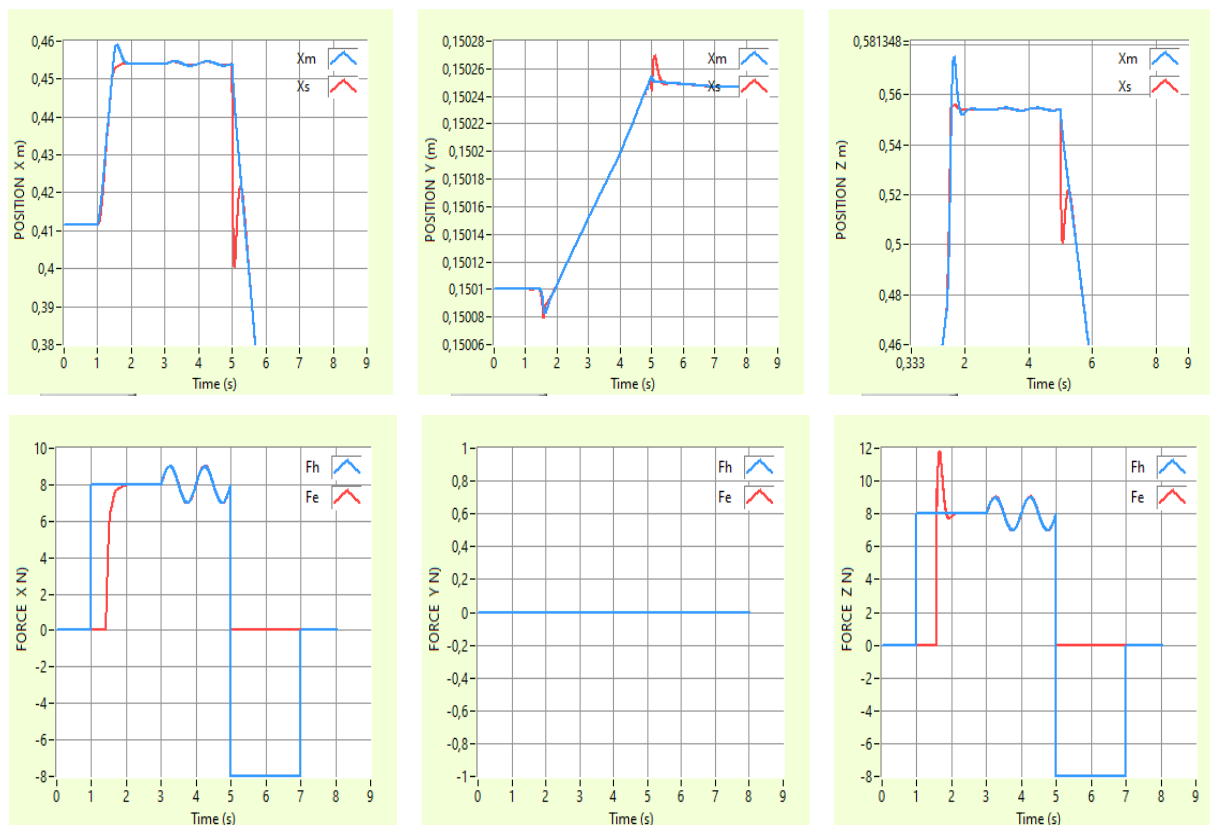 POSITION X m)
0,46
0,45
0,44
0,43
0,42
0,41
0,4
0,39
0,38
0 1 2 3 4 5 6 7 8 9
Time (s)
Xm
Xs
POSITION Y (m)
0,15028
0,15026
0,15024
0,15022
0,1502
0,15018
0,15016
0,15014
0,15012
0,1501
0,15008
0,15006
0 1 2 3 4 5 6 7 8 9
Time (s)
Xm
Xs
POSITION Z m)
0,581348
0,56
0,54
0,52
0,5
0,48
0,46
0,333 2 4 6 8 9
Time (s)
Xm
Xs
FORCE X N)
10
8
6
4
2
0
-2
-4
-6
-8
0 1 2 3 4 5 6 7 8 9
Time (s)
Fh
Fe
FORCE Y N)
1
0,8
0,6
0,4
0,2
0
-0,2
-0,4
-0,6
-0,8
-1
0 1 2 3 4 5 6 7 8 9
Time (s)
Fh
Fe
FORCE Z N)
12
10
8
6
4
2
0
-2
-4
-6
-8
0 1 2 3 4 5 6 7 8 9
Time (s)
Fh
Fe